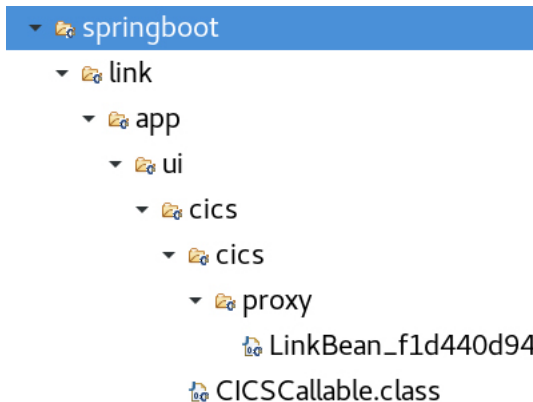 springboot
link
app
ui
cics
cics
proxy
LinkBean_f1d440d94
CICSCallable.class